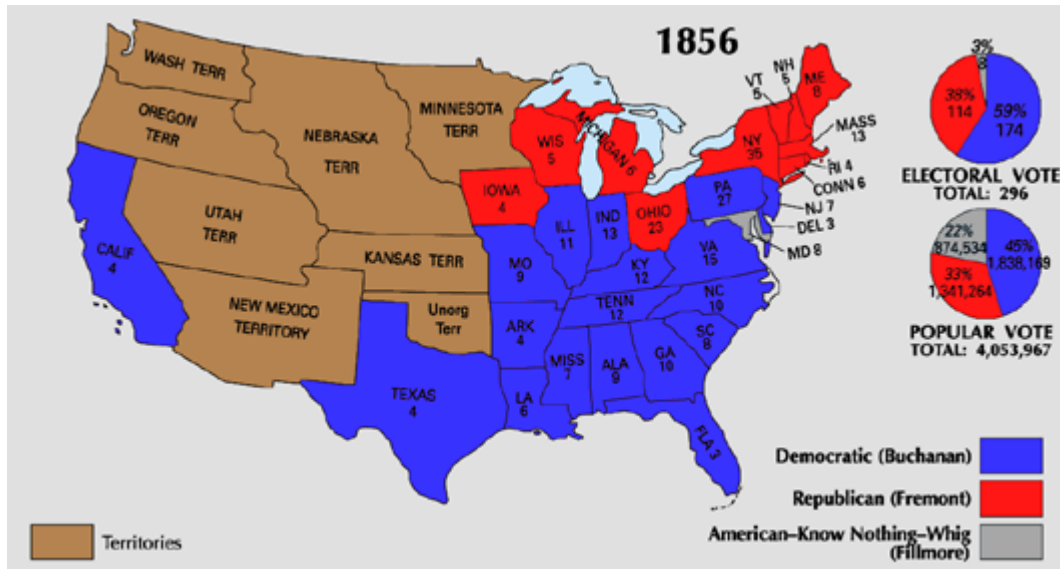 1856
WASH TERR
OREGON
TERR
CALIF
4
UTAH
TERR
NEBRASKA
TERR
MINNESOTA
TERR
KANSAS TERR
NEW MEXICO
TERRITORY
Unorg
Terr
TEXAS
4
IOWA
4
WIS
5
MICHIGAN 6
ILL
11
IND
13
OHIO
23
MO
9
KY
12
TENN
12
ARK
4
LA
6
MISS
7
ALA
9
GA
10
FLA 3
SC
8
NC
10
VA
15
PA
27
NY
35
VT
5
NH
5
ME
8
MASS
13
RI 4
CONN 6
NJ 7
DEL 3
MD 8
3%
8
38%
114
59%
174
ELECTORAL VOTE
TOTAL: 296
22%
874,534
45%
1,838,169
33%
1,341,264
POPULAR VOTE
TOTAL: 4,053,967
Democratic (Buchanan)
Republican (Fremont)
American-Know Nothing-Whig
(Fillmore)
Territories